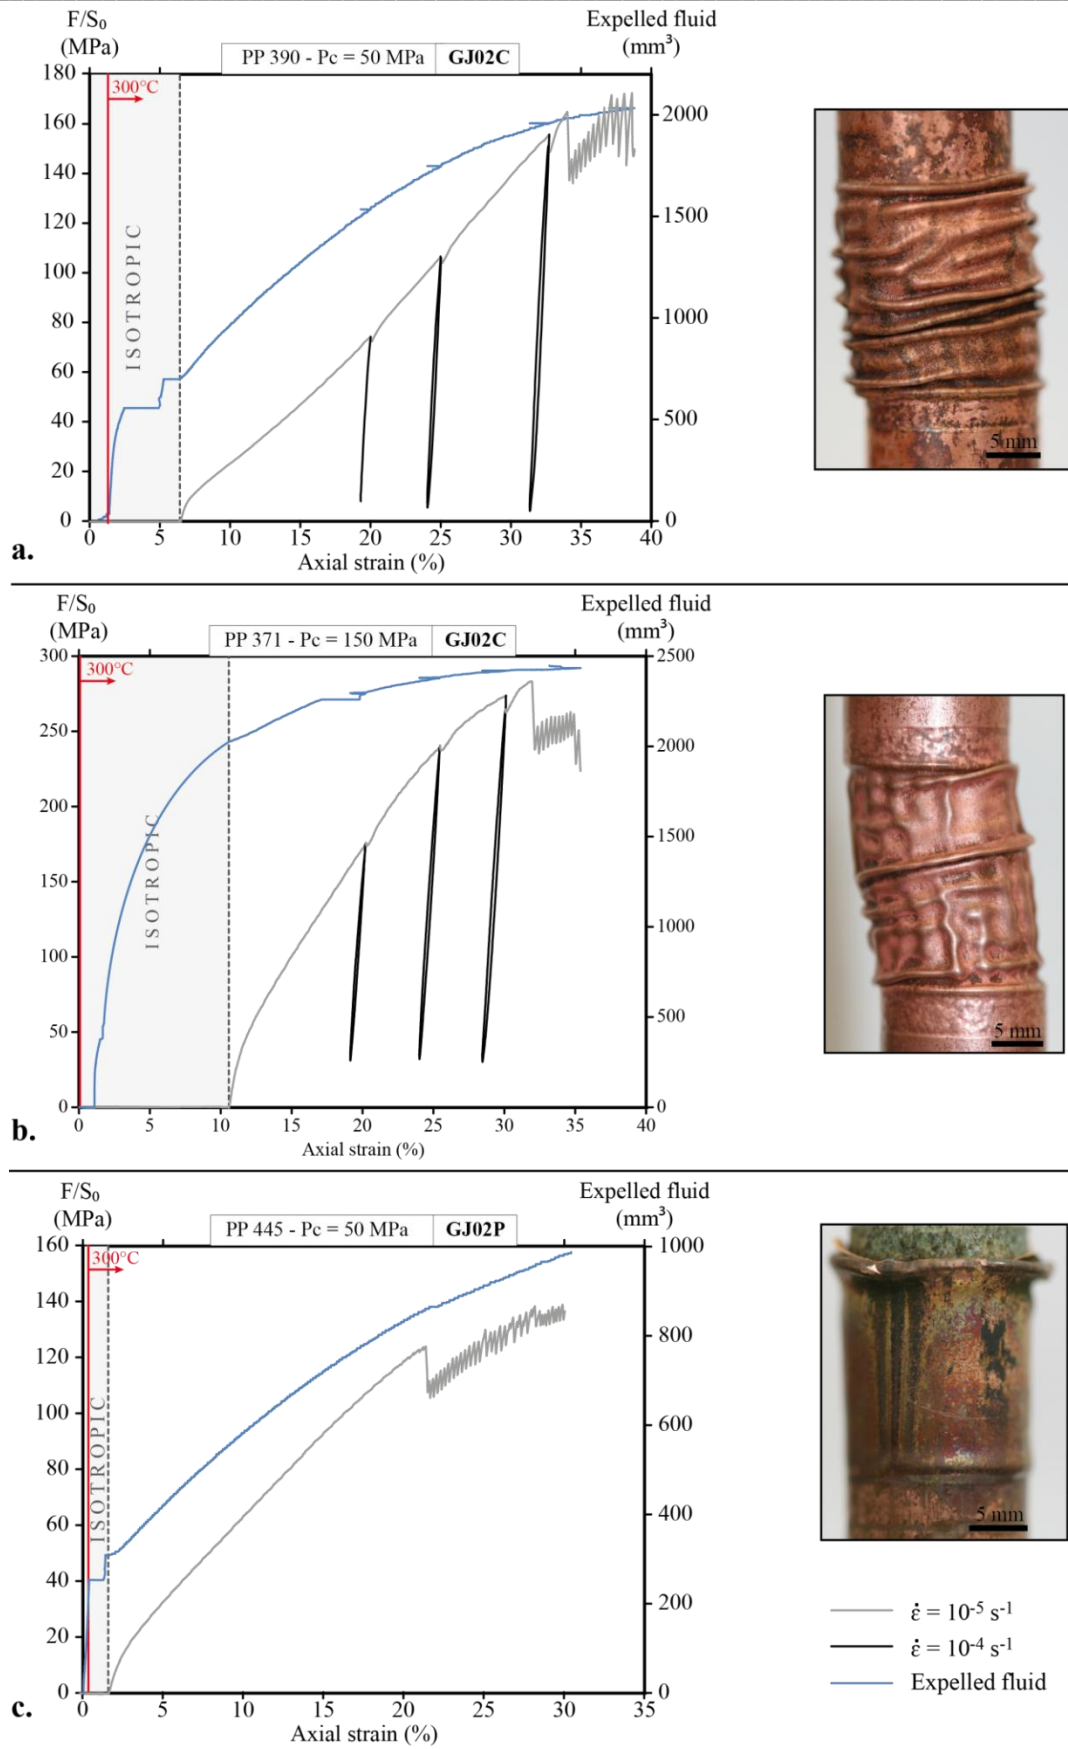 F/S₀
(MPa)
Expelled fluid
(mm³)
PP 390 - Pc = 50 MPa GJ02C
180
160
140
120
100
80
60
40
20
0
300°C
ISOTROPIC
2000
1500
1000
500
0
0 5 10 15 20 25 30 35 40
Axial strain (%)
a.
5 mm
F/S₀
(MPa)
Expelled fluid
(mm³)
PP 371 - Pc = 150 MPa GJ02C
300
250
200
150
100
50
0
300°C
ISOTROPIC
2500
2000
1500
1000
500
0
0 5 10 15 20 25 30 35 40
Axial strain (%)
b.
5 mm
F/S₀
(MPa)
Expelled fluid
(mm³)
PP 445 - Pc = 50 MPa GJ02P
160
140
120
100
80
60
40
20
0
300°C
ISOTROPIC
1000
800
600
400
200
0
0 5 10 15 20 25 30 35
Axial strain (%)
c.
5 mm
ε̇ = 10⁻⁵ s⁻¹
ε̇ = 10⁻⁴ s⁻¹
Expelled fluid